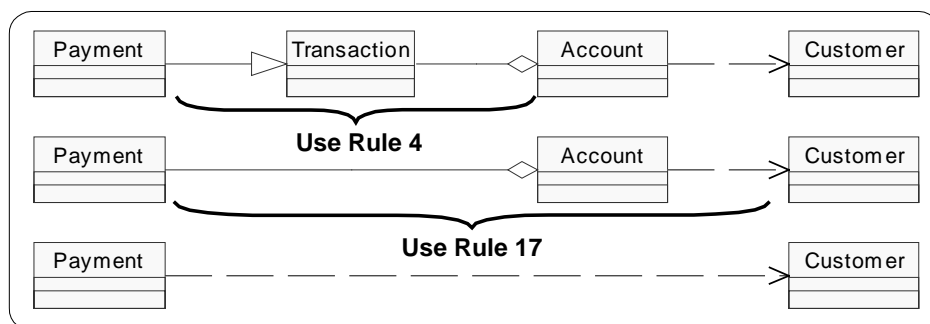 Payment Transaction Account Customer
Use Rule 4
Payment Account Customer
Use Rule 17
Payment Customer